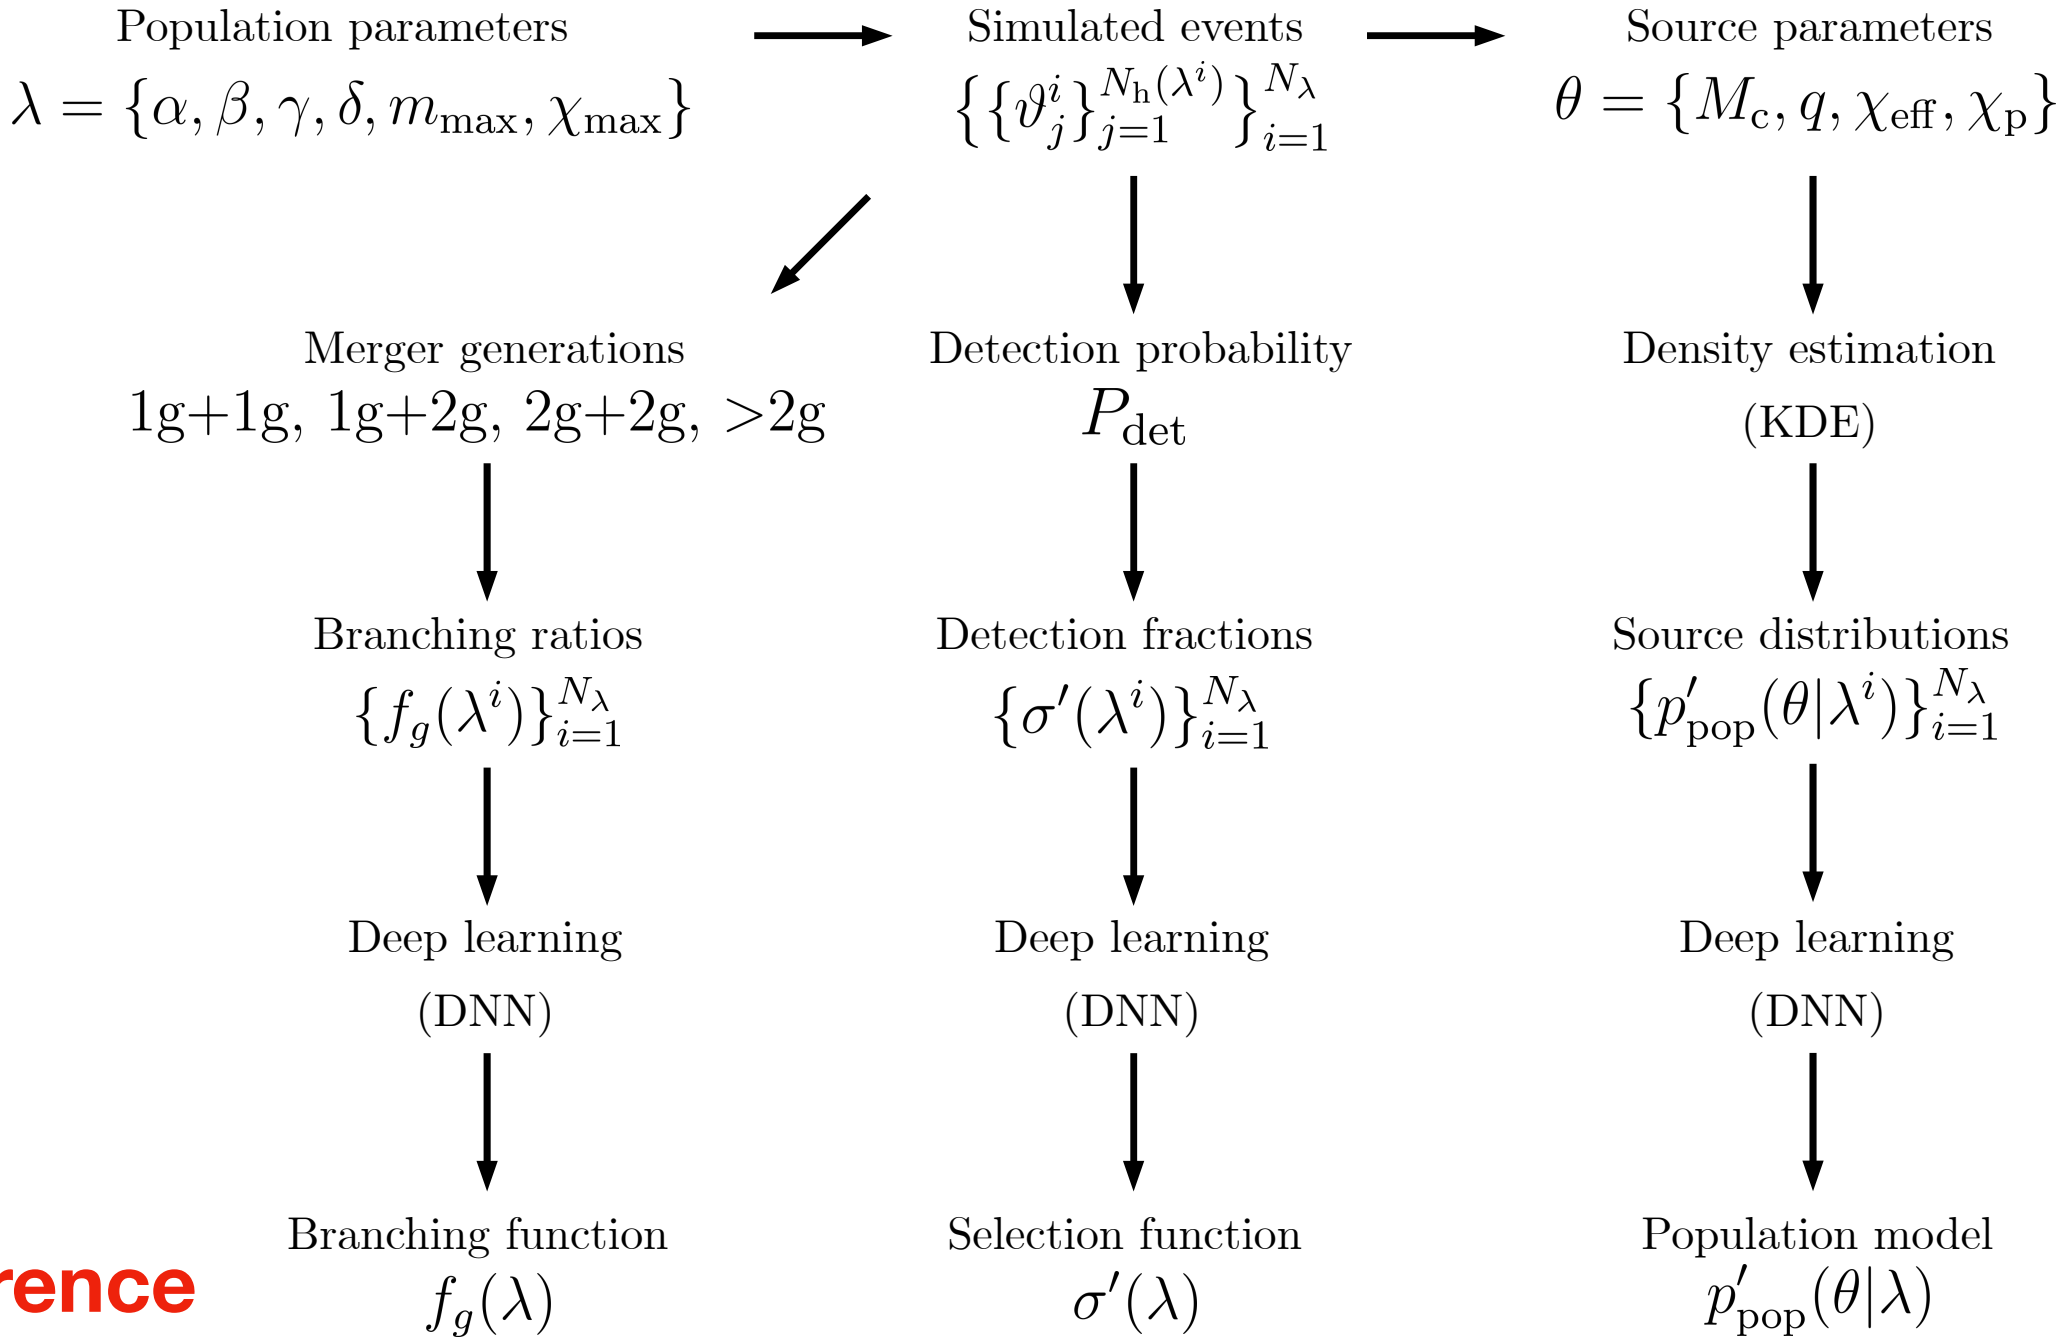 Population parameters
λ = {α, β, γ, δ, m_max, χ_max}
Simulated events
{{ϑ_j^i}_{j=1}^{N_h(λ^i)}}_{i=1}^{N_λ}
Source parameters
θ = {M_c, q, χ_eff, χ_p}
Merger generations
1g+1g, 1g+2g, 2g+2g, >2g
Detection probability
P_det
Density estimation
(KDE)
Branching ratios
{f_g(λ^i)}_{i=1}^{N_λ}
Detection fractions
{σ′(λ^i)}_{i=1}^{N_λ}
Source distributions
{p′_pop(θ|λ^i)}_{i=1}^{N_λ}
Deep learning
(DNN)
Deep learning
(DNN)
Deep learning
(DNN)
Branching function
f_g(λ)
Selection function
σ′(λ)
Population model
p′_pop(θ|λ)
rence